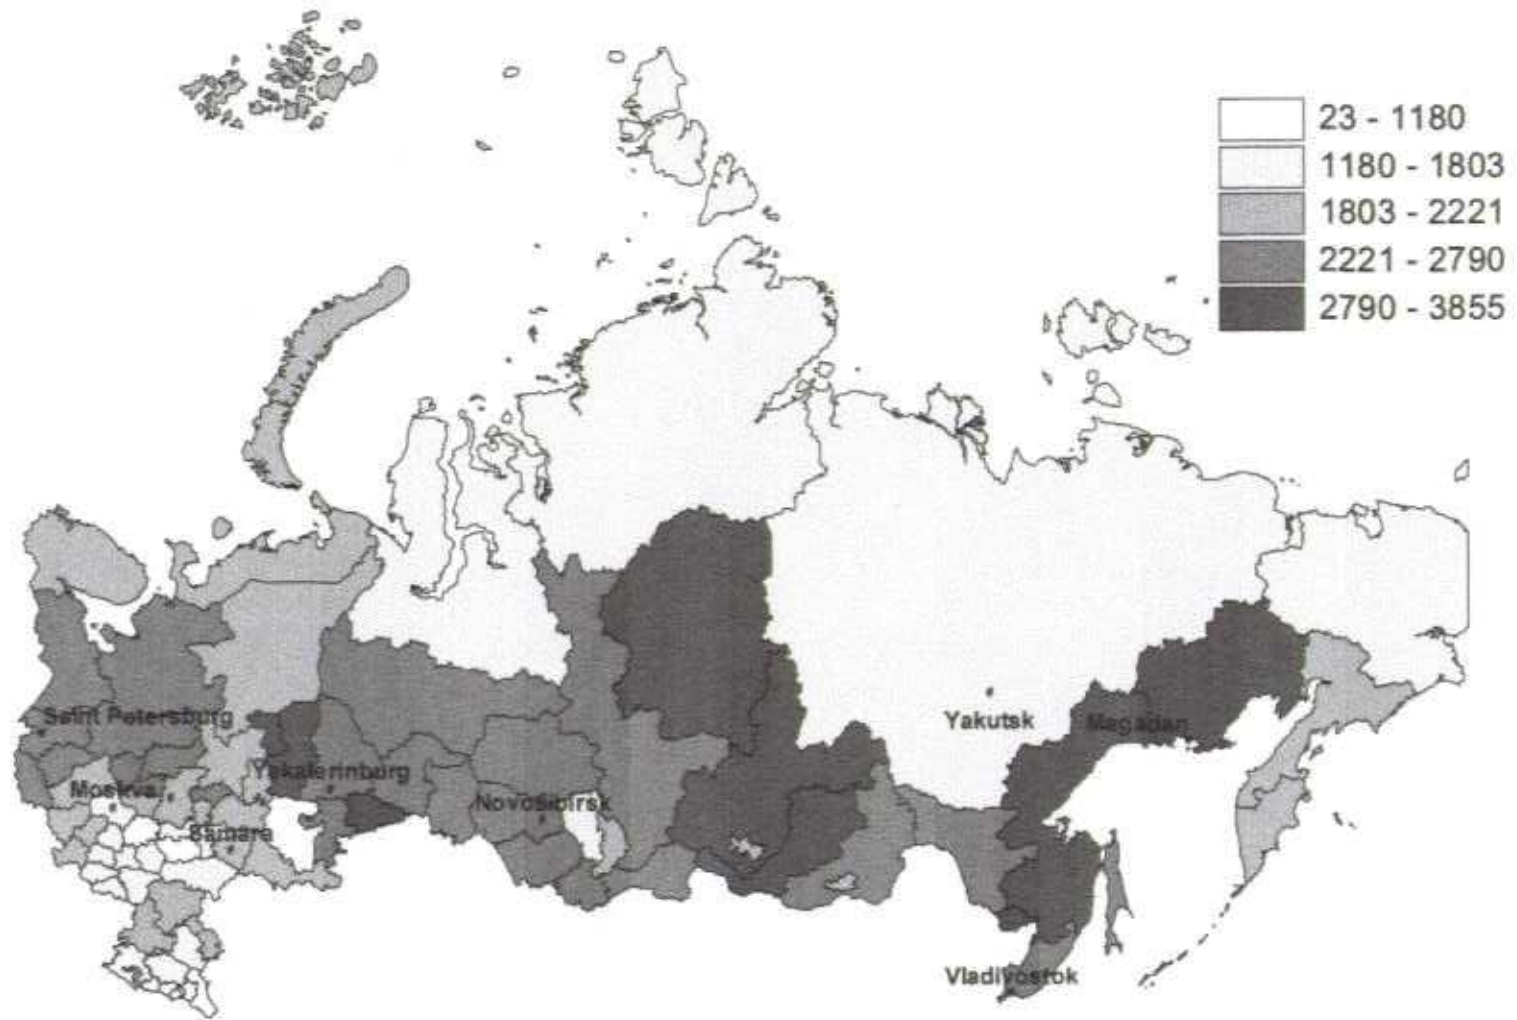 23 - 1180
1180 - 1803
1803 - 2221
2221 - 2790
2790 - 3855
Saint Petersburg
Yakutsk
Magadan
Yekaterinburg
Moskva
Novosibirsk
Samara
Vladivostok